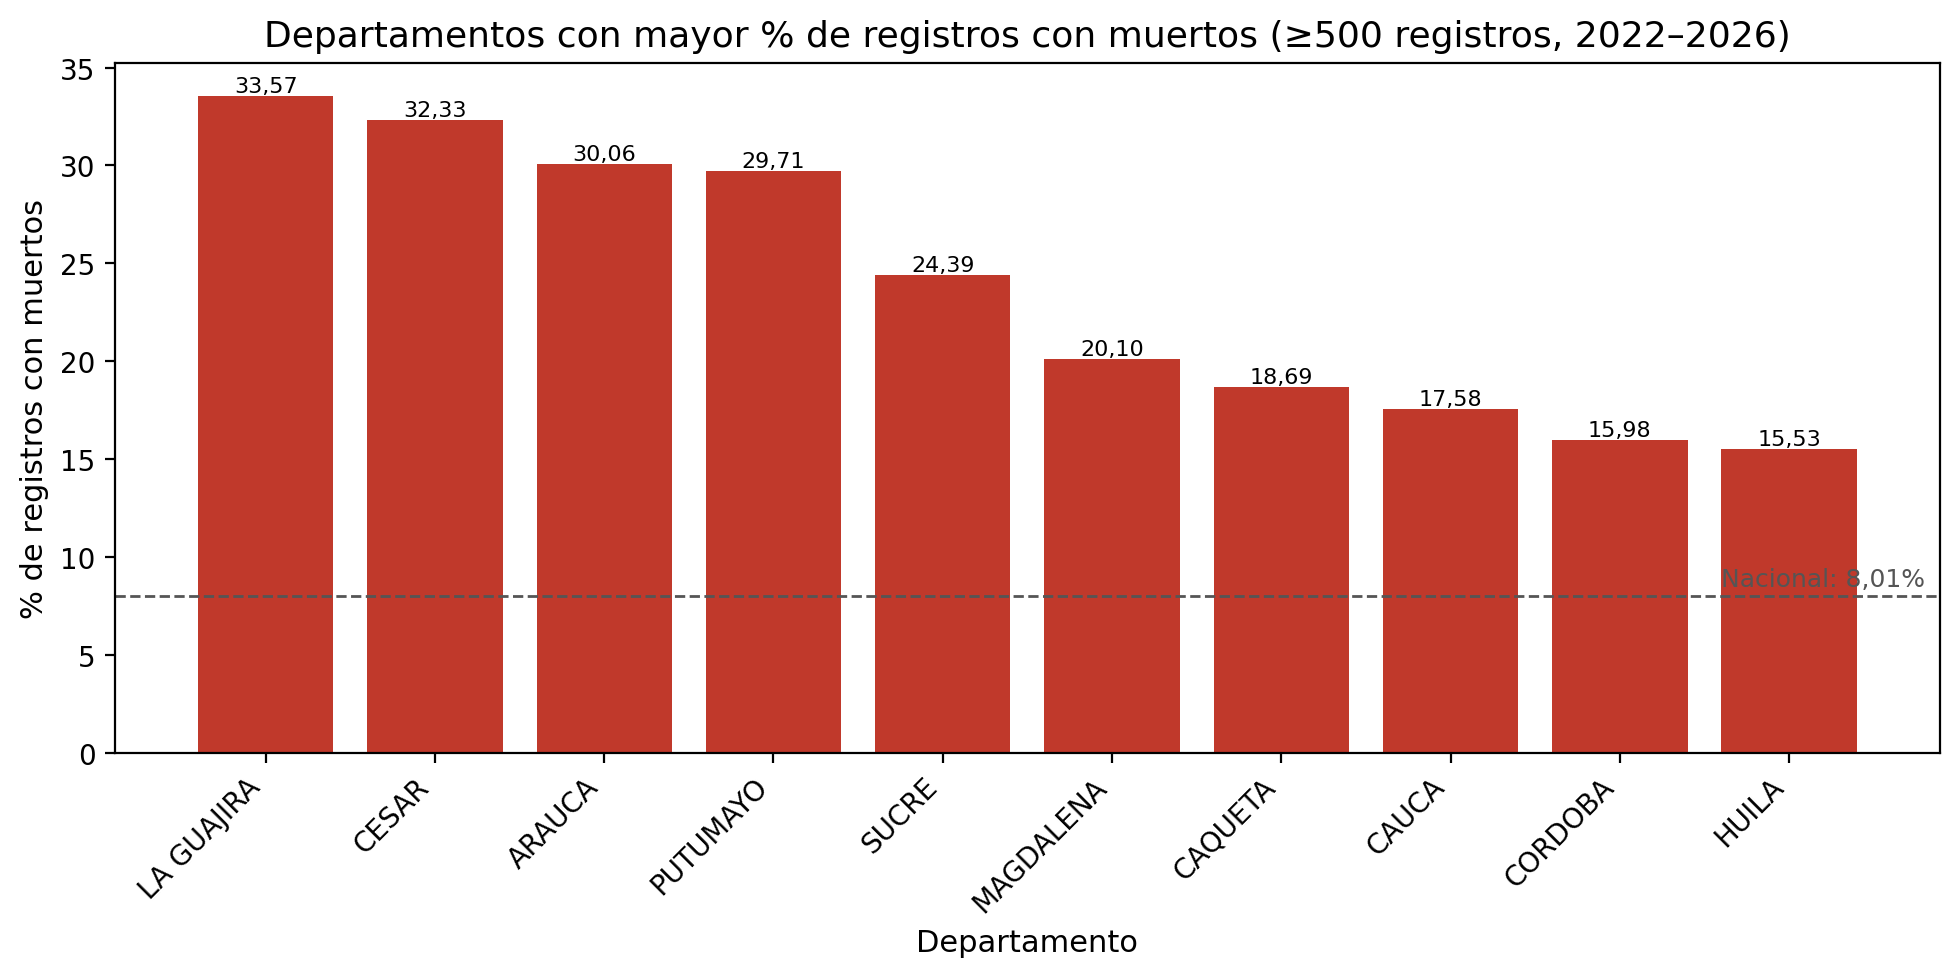 Departamentos con mayor % de registros con muertos (≥500 registros, 2022–2026)
% de registros con muertos
35
30
25
20
15
10
5
0
33,57
32,33
30,06
29,71
24,39
20,10
18,69
17,58
15,98
15,53
Nacional: 8,01%
LA GUAJIRA
CESAR
ARAUCA
PUTUMAYO
SUCRE
MAGDALENA
CAQUETA
CAUCA
CORDOBA
HUILA
Departamento